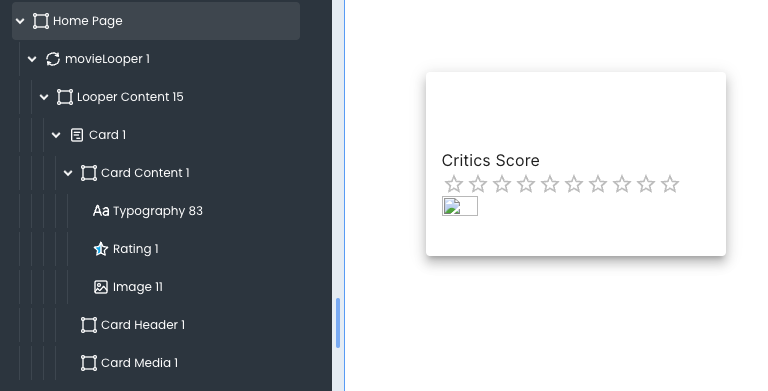 Home Page
movieLooper 1
Looper Content 15
Card 1
Card Content 1
Aa Typography 83
Rating 1
Image 11
Card Header 1
Card Media 1
Critics Score